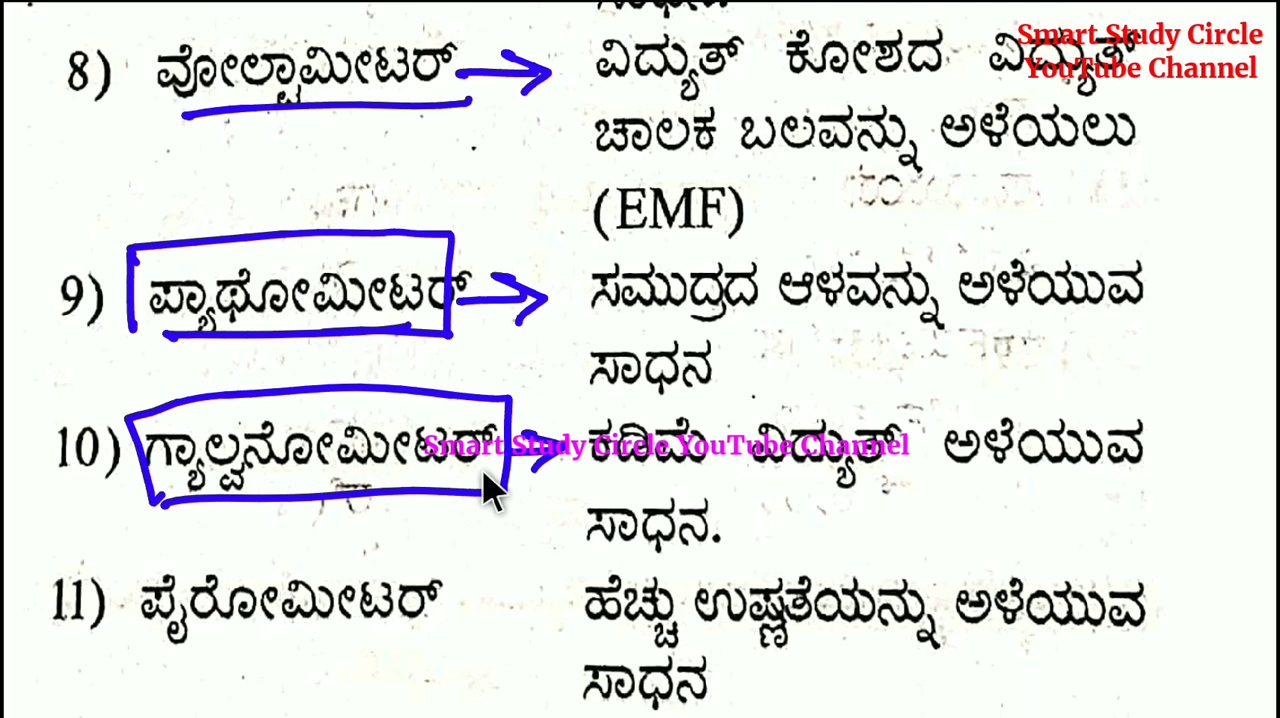 Smart Study Circle
YouTube Channel
8) ವೋಲ್ಟಾಮೀಟರ್ ವಿದ್ಯುತ್ ಕೋಶದ ವಿದ್ಯುತ್
ಚಾಲಕ ಬಲವನ್ನು ಅಳೆಯಲು
(EMF)
9) ಪ್ಯಾಥೋಮೀಟರ್ ಸಮುದ್ರದ ಆಳವನ್ನು ಅಳೆಯುವ
ಸಾಧನ
10) ಗ್ಯಾಲ್ವನೋಮೀಟರ್ ಕಡಿಮೆ ವಿದ್ಯುತ್ ಅಳೆಯುವ
Smart Study Circle YouTube Channel
ಸಾಧನ.
11) ಪೈರೋಮೀಟರ್ ಹೆಚ್ಚು ಉಷ್ಣತೆಯನ್ನು ಅಳೆಯುವ
ಸಾಧನ